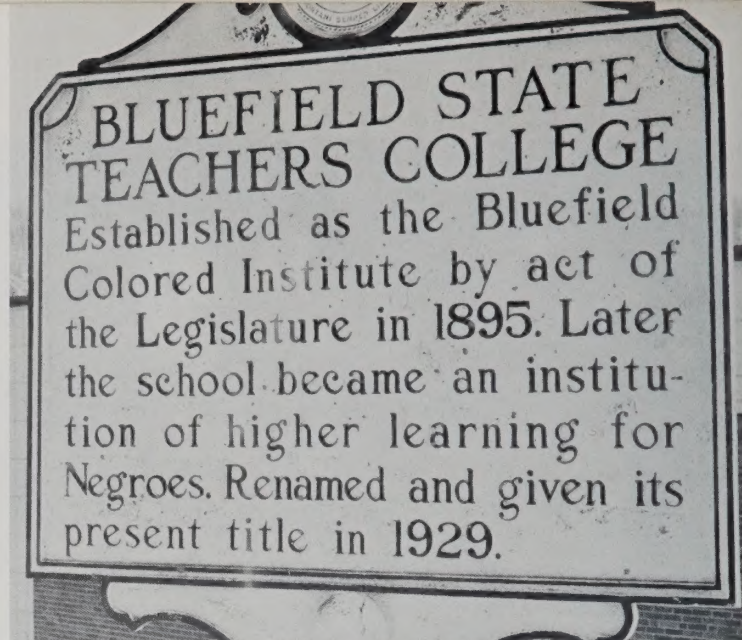 BLUEFIELD STATE
TEACHERS COLLEGE
Established as the Bluefield
Colored Institute by act of
the Legislature in 1895. Later
the school became an institu-
tion of higher learning for
Negroes. Renamed and given its
present title in 1929.